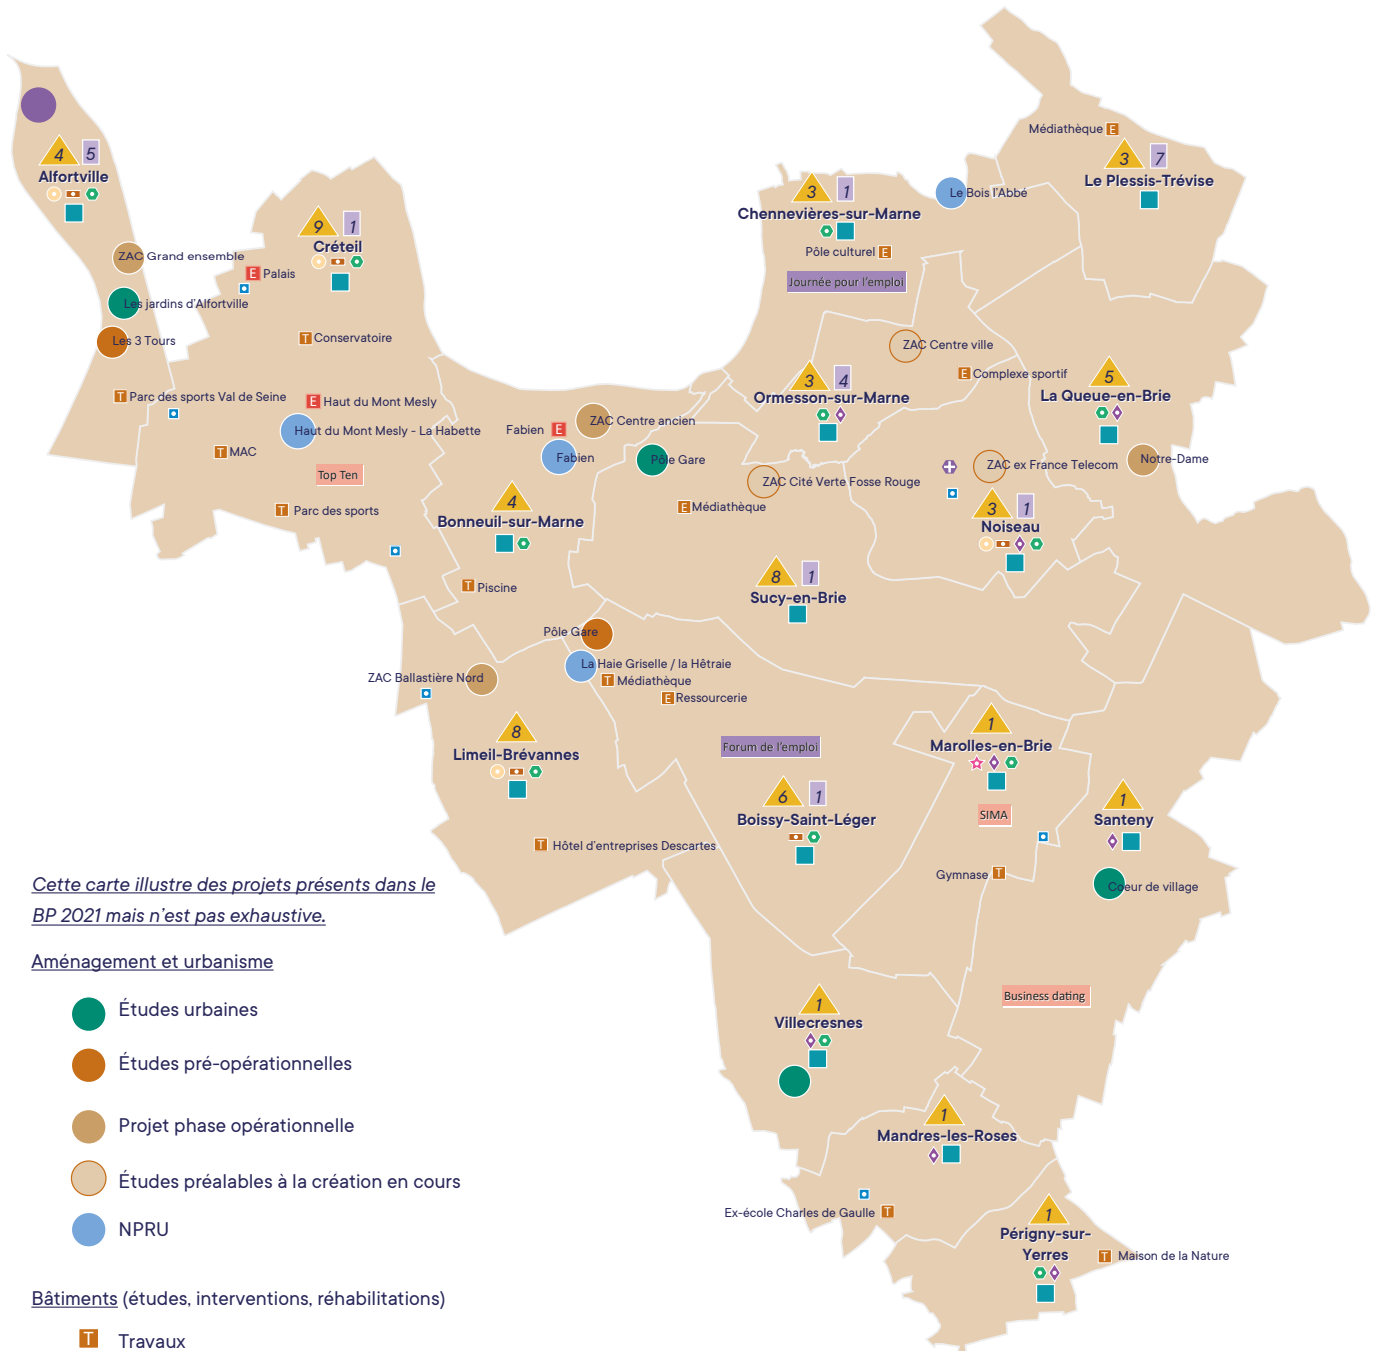 Médiathèque E
3 7
Le Plessis-Trévise
4 5
Alfortville
3 1
Chennevières-sur-Marne
Le Bois l'Abbé
Pôle culturel E
Journée pour l'emploi
9 1
Créteil
ZAC Grand ensemble
E Palais
Les jardins d'Alfortville
Les 3 Tours
T Conservatoire
ZAC Centre ville
E Complexe sportif
3 4
Ormesson-sur-Marne
5
La Queue-en-Brie
T Parc des sports Val de Seine
E Haut du Mont Mesly
Haut du Mont Mesly - La Habette
T MAC
Top Ten
T Parc des sports
Fabien E
ZAC Centre ancien
Fabien
Pôle Gare
ZAC Cité Verte Fosse Rouge
ZAC ex France Telecom
Notre-Dame
E Médiathèque
4
Bonneuil-sur-Marne
3 1
Noiseau
T Piscine
8 1
Sucy-en-Brie
Pôle Gare
La Haie Griselle / la Hêtraie
T Médiathèque
E Ressourcerie
ZAC Ballastière Nord
8
Limeil-Brévannes
Forum de l'emploi
1
Marolles-en-Brie
6 1
Boissy-Saint-Léger
SIMA
1
Santeny
T Hôtel d'entreprises Descartes
Gymnase T
Coeur de village
Business dating
1
Villecresnes
1
Mandres-les-Roses
Ex-école Charles de Gaulle T
1
Périgny-sur-
Yerres
T Maison de la Nature
Cette carte illustre des projets présents dans le
BP 2021 mais n'est pas exhaustive.
Aménagement et urbanisme
Études urbaines
Études pré-opérationnelles
Projet phase opérationnelle
Études préalables à la création en cours
NPRU
Bâtiments (études, interventions, réhabilitations)
T Travaux